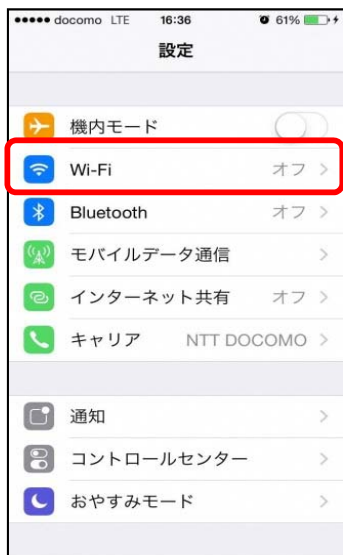 docomo LTE 16:36 61%
設定
機内モード
Wi-Fi オフ
Bluetooth オフ
モバイルデータ通信
インターネット共有 オフ
キャリア NTT DOCOMO
通知
コントロールセンター
おやすみモード